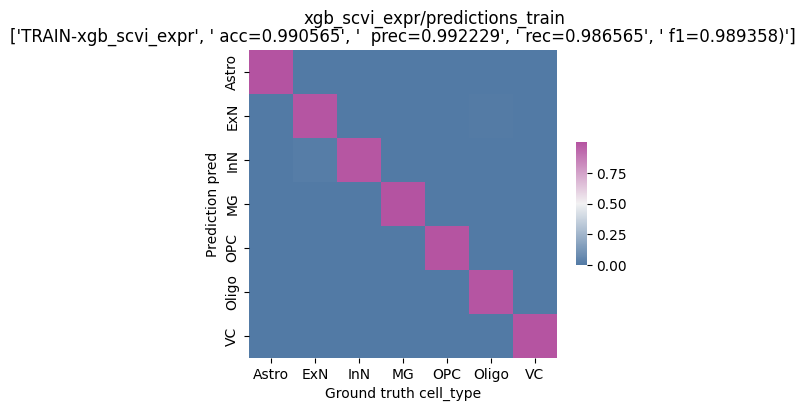 xgb_scvi_expr/predictions_train
['TRAIN-xgb_scvi_expr', ' acc=0.990565', '  prec=0.992229', ' rec=0.986565', ' f1=0.989358)']
Prediction pred
Astro
ExN
InN
MG
OPC
Oligo
VC
Astro ExN InN MG OPC Oligo VC
Ground truth cell_type
0.75
0.50
0.25
0.00